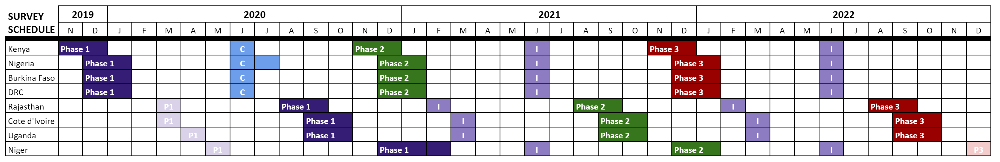 SURVEY SCHEDULE 2019 2020 2021 2022
N D J F M A M J J A S O N D J F M A M J J A S O N D J F M A M J J A S O N D
Kenya Phase 1 C Phase 2 I Phase 3 I
Nigeria Phase 1 C Phase 2 I Phase 3 I
Burkina Faso Phase 1 C Phase 2 I Phase 3 I
DRC Phase 1 C Phase 2 I Phase 3 I
Rajasthan P1 Phase 1 I Phase 2 I Phase 3
Cote d'Ivoire P1 Phase 1 I Phase 2 I Phase 3
Uganda P1 Phase 1 I Phase 2 I Phase 3
Niger P1 Phase 1 I Phase 2 I P3